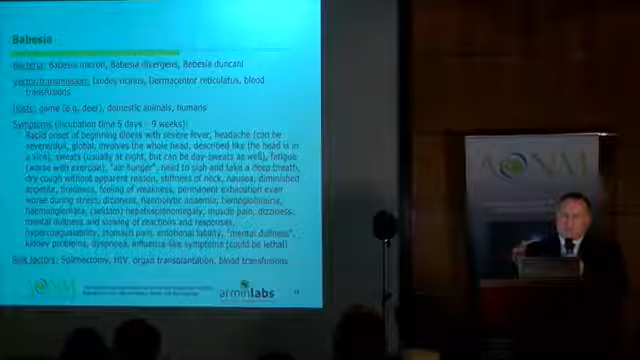 Babesia
Bacteria: Babesia microti, Babesia divergens, Babesia duncani
Vector/transmission: Ixodes ricinus, Dermacentor reticulatus, blood
transfusions
Hosts: game (e.g. deer), domestic animals, humans
Symptoms (incubation time 5 days – 9 weeks):
Rapid onset of beginning illness with severe fever, headache (can be
severe/dull, global, involves the whole head, described like the head is in
a vice), sweats (usually at night, but can be day-sweats as well), fatigue
(worse with exercise), "air hunger", need to sigh and take a deep breath,
dry cough without apparent reason, stiffness of neck, nausea, diminished
appetite, tiredness, feeling of weakness, permanent exhaustion even
worse during stress, dizziness, haemolytic anaemia, hemoglobinuria,
haemangiomata, (seldom) hepatosplenomegaly, muscle pain, dizziness,
mental dullness and slowing of reactions and responses,
hypercoagulability, stomach pain, emotional lability, "mental dullness",
kidney problems, dyspnoea, influenza-like symptoms (could be lethal)
Risk factors: Splenectomy, HIV, organ transplantation, blood transfusions
AONM
arminlabs
AONM